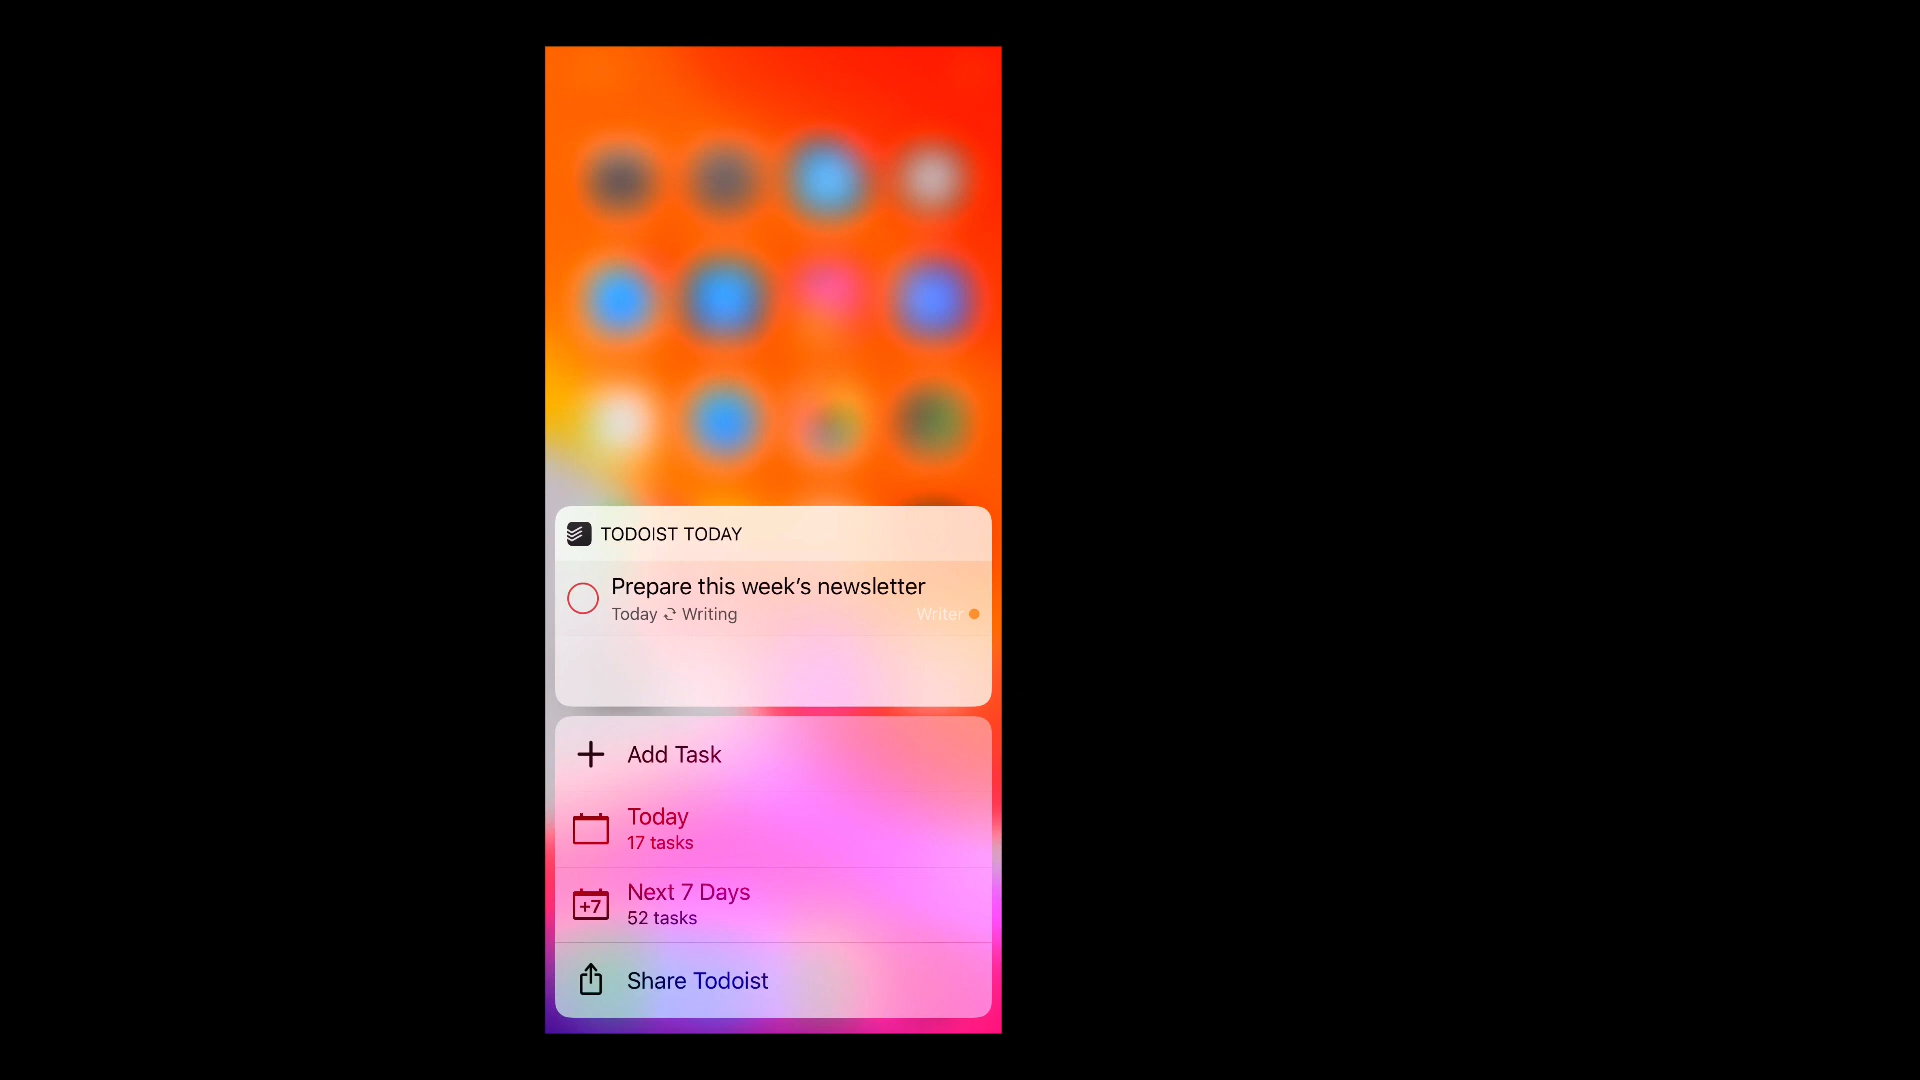 TODOIST TODAY
Prepare this week’s newsletter
Today Writing Writer
Add Task
Today
17 tasks
+7 Next 7 Days
52 tasks
Share Todoist